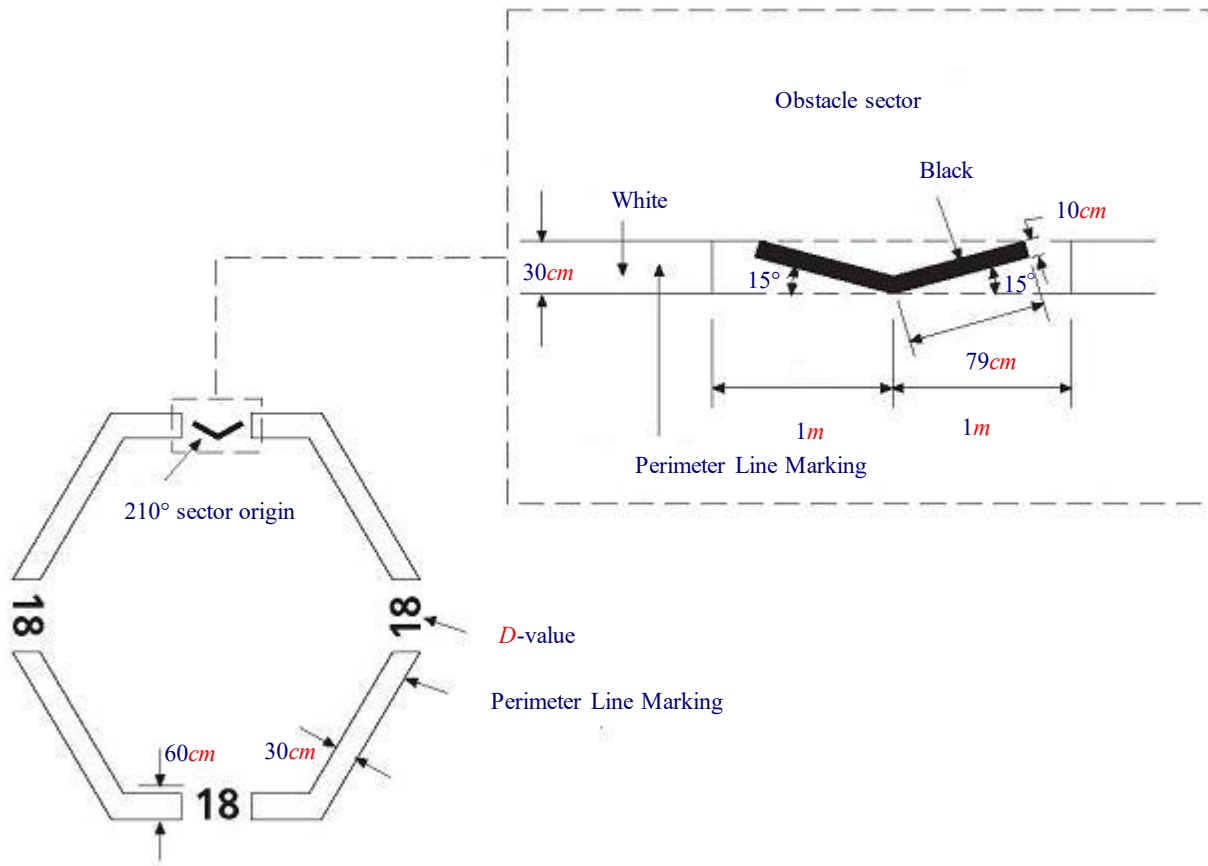 Obstacle sector
Black
White
10cm
30cm
15°
15°
79cm
1m
1m
Perimeter Line Marking
210° sector origin
18
18
D-value
Perimeter Line Marking
60cm
30cm
18